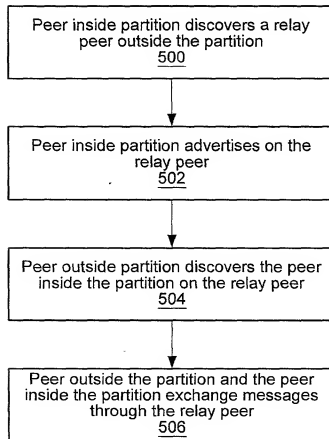 Peer inside partition discovers a relay
peer outside the partition
500
Peer inside partition advertises on the
relay peer
502
Peer outside partition discovers the peer
inside the partition on the relay peer
504
Peer outside the partition and the peer
inside the partition exchange messages
through the relay peer
506